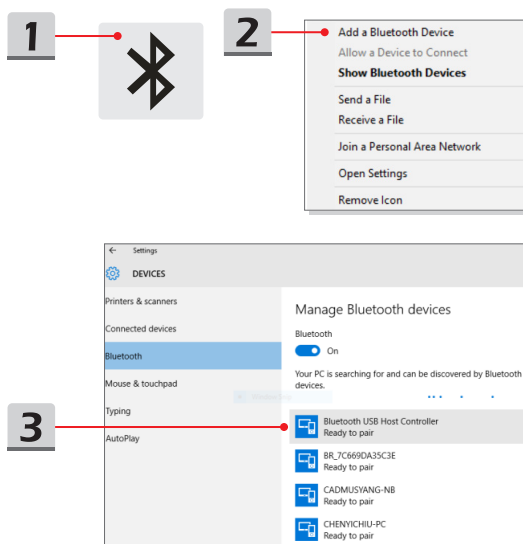 1
2
Add a Bluetooth Device
Allow a Device to Connect
Show Bluetooth Devices
Send a File
Receive a File
Join a Personal Area Network
Open Settings
Remove Icon
3
← Settings
DEVICES
Printers & scanners
Connected devices
Bluetooth
Mouse & touchpad
Typing
AutoPlay
Manage Bluetooth devices
Bluetooth
On
Your PC is searching for and can be discovered by Bluetooth
devices.
Bluetooth USB Host Controller
Ready to pair
BR_7C669DA35C3E
Ready to pair
CADMUSYANG-NB
Ready to pair
CHENYICHIU-PC
Ready to pair